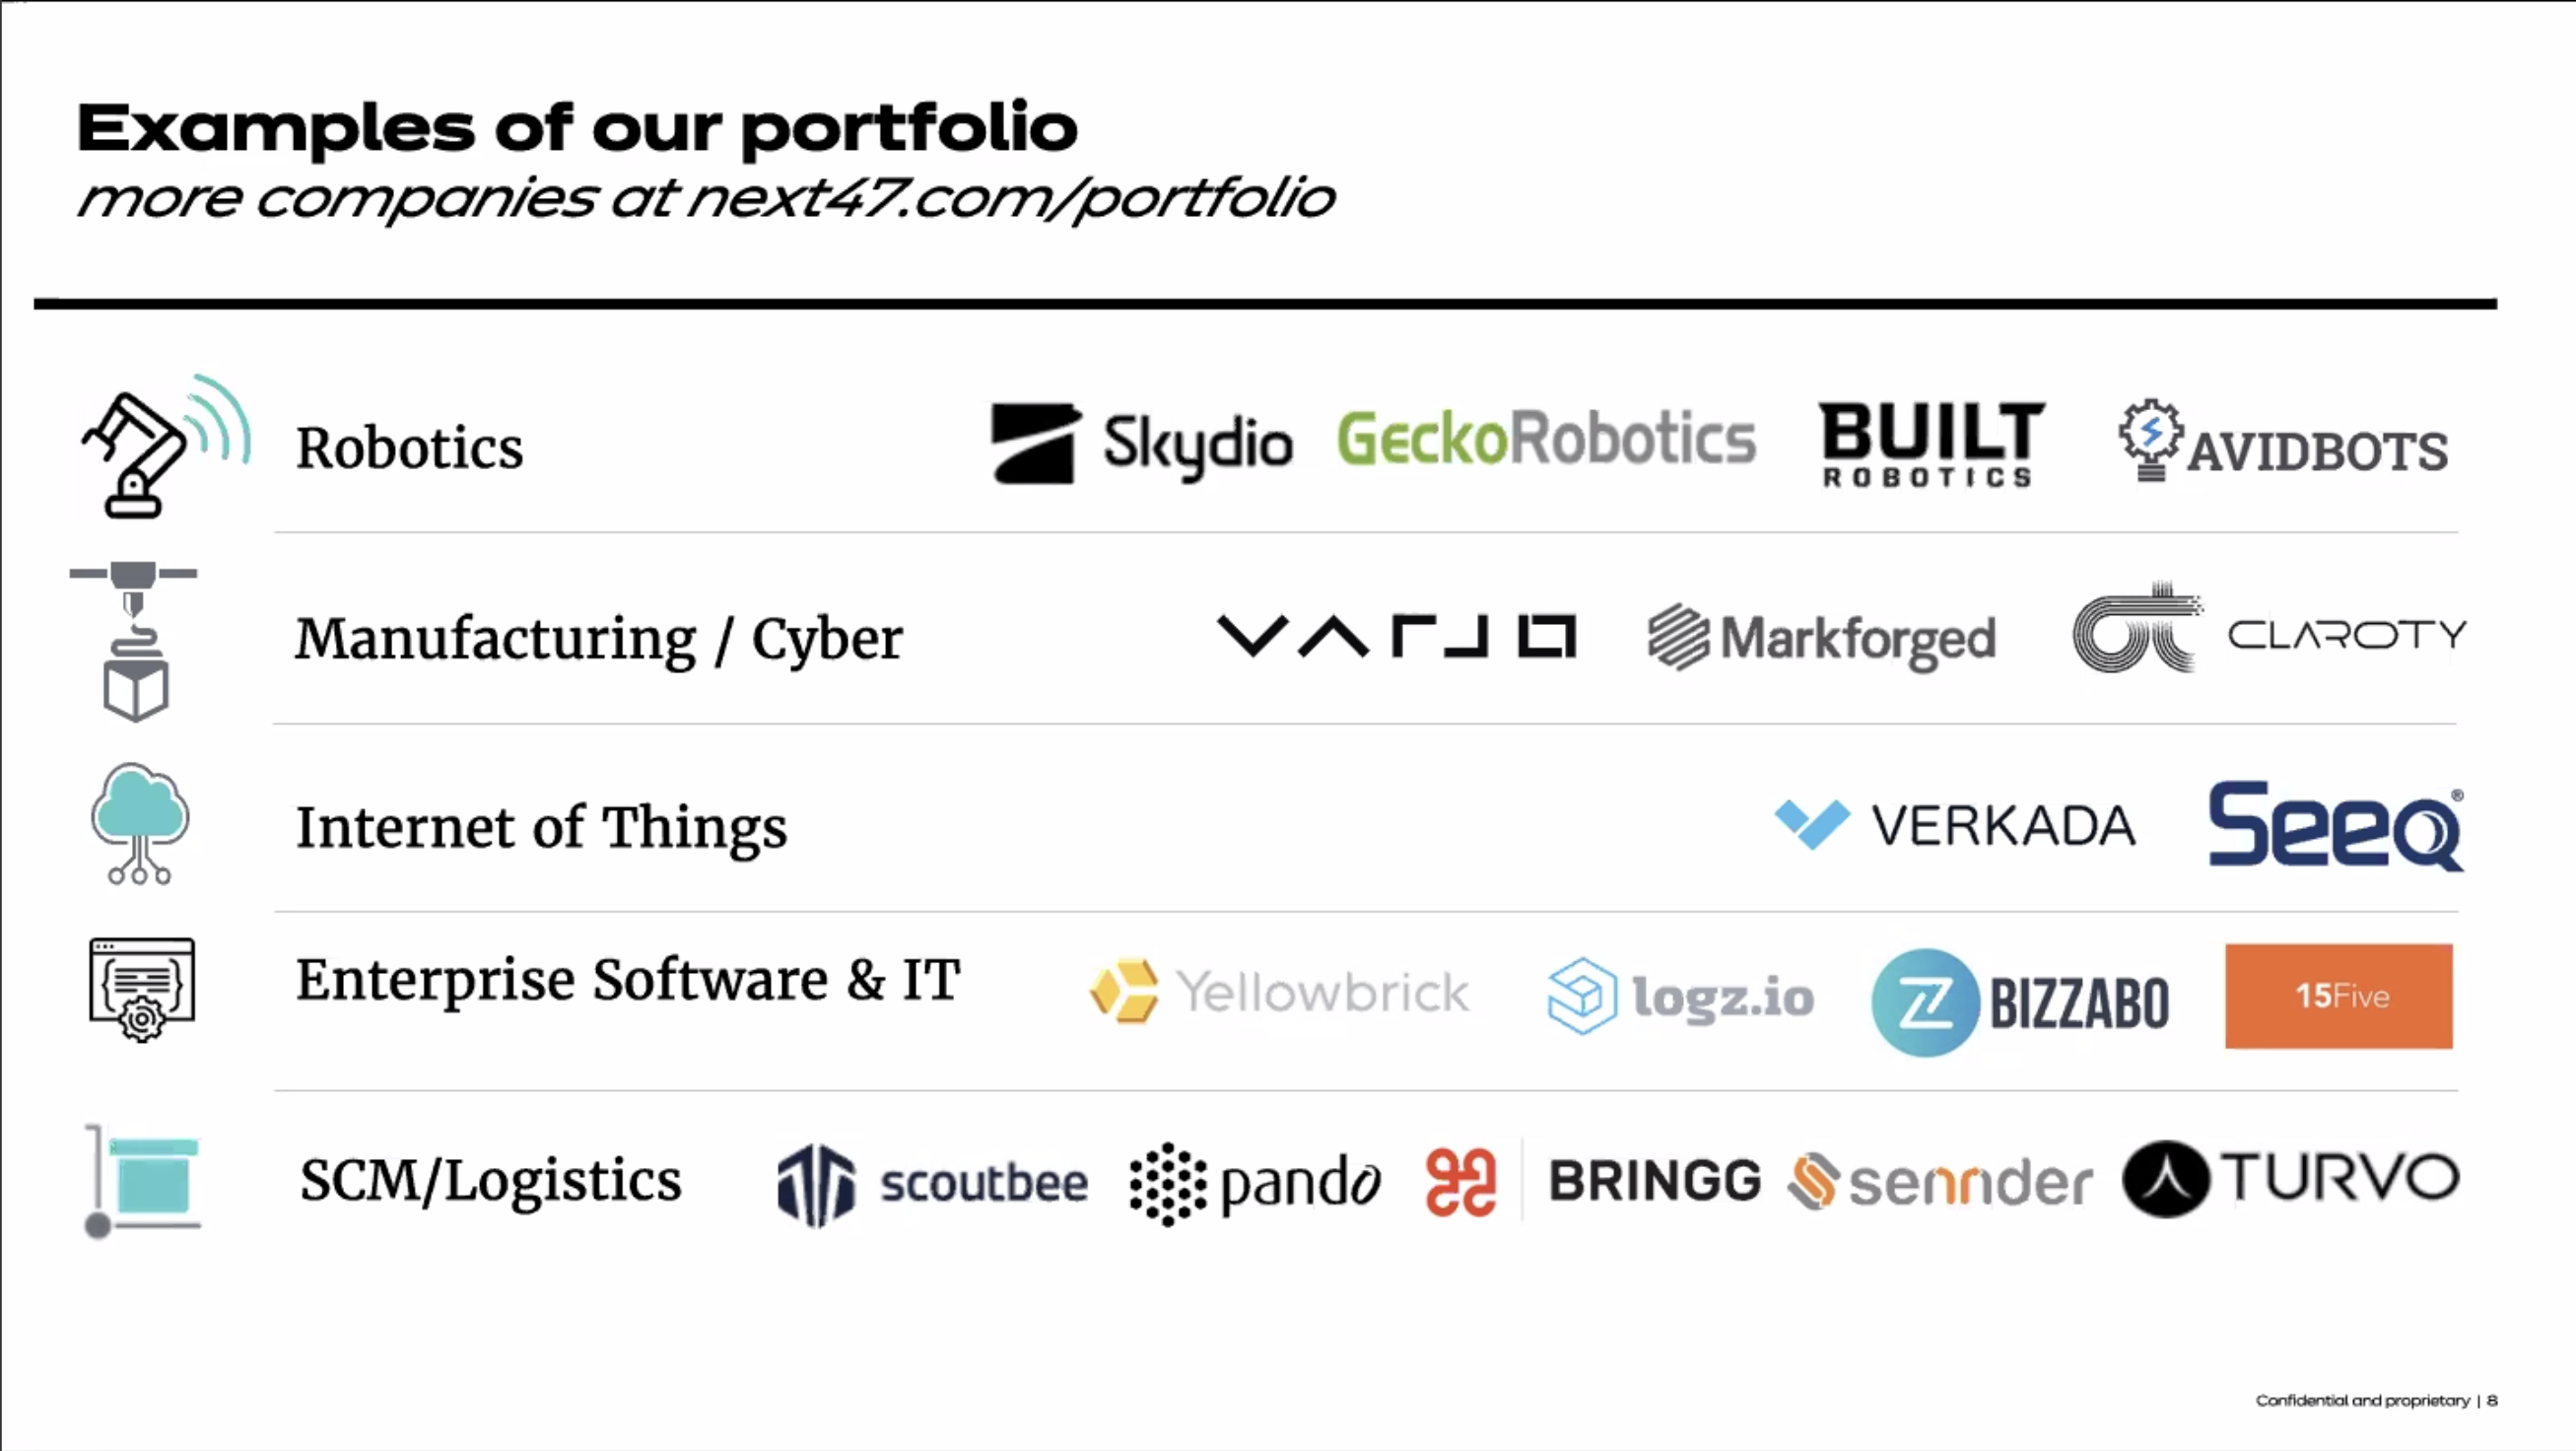 Examples of our portfolio
more companies at next47.com/portfolio
Robotics
Skydio
GeckoRobotics
BUILT
ROBOTICS
AVIDBOTS
Manufacturing / Cyber
VARJO
Markforged
CLAROTY
Internet of Things
VERKADA
SeeQ®
Enterprise Software & IT
Yellowbrick
logz.io
BIZZABO
15Five
SCM/Logistics
scoutbee
pando
BRINGG
sennder
TURVO
Confidential and proprietary | 8